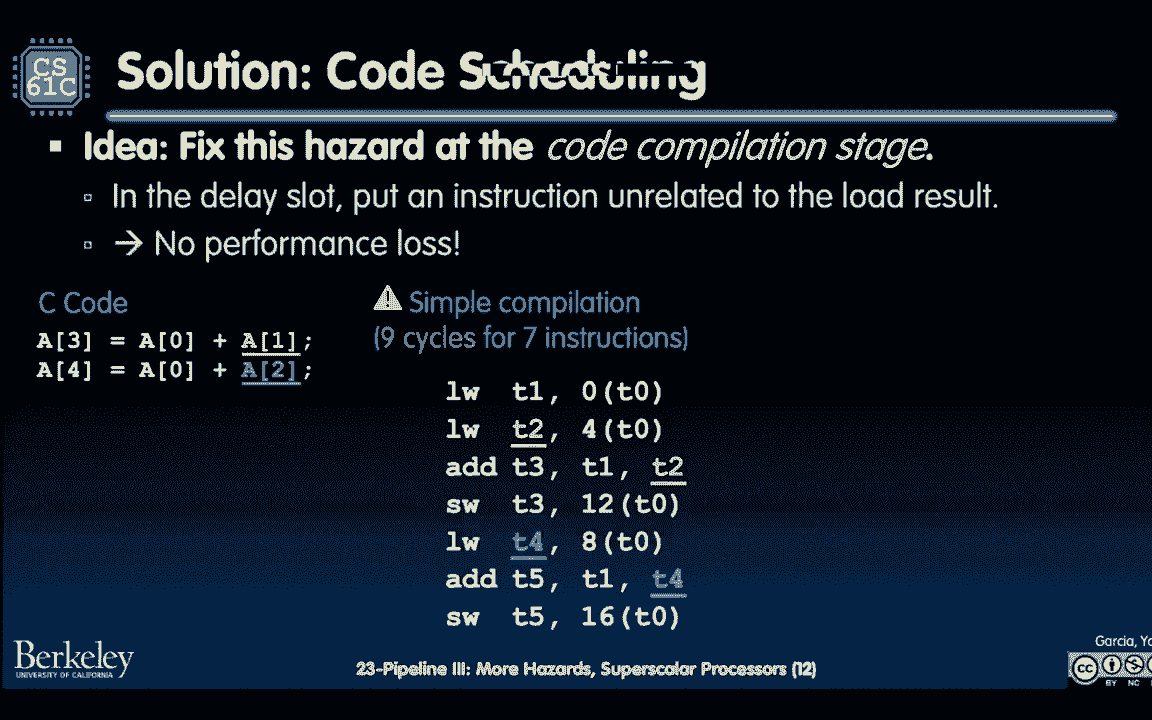 CS
61C
Solution: Code Scheduling
Idea: Fix this hazard at the code compilation stage.
In the delay slot, put an instruction unrelated to the load result.
→ No performance loss!
C Code
A[3] = A[0] + A[1];
A[4] = A[0] + A[2];
Simple compilation
(9 cycles for 7 instructions)
lw t1, 0(t0)
lw t2, 4(t0)
add t3, t1, t2
sw t3, 12(t0)
lw t4, 8(t0)
add t5, t1, t4
sw t5, 16(t0)
Berkeley
UNIVERSITY OF CALIFORNIA
23-Pipeline III: More Hazards, Superscalar Processors (12)
Garcia,
cc
BY NC